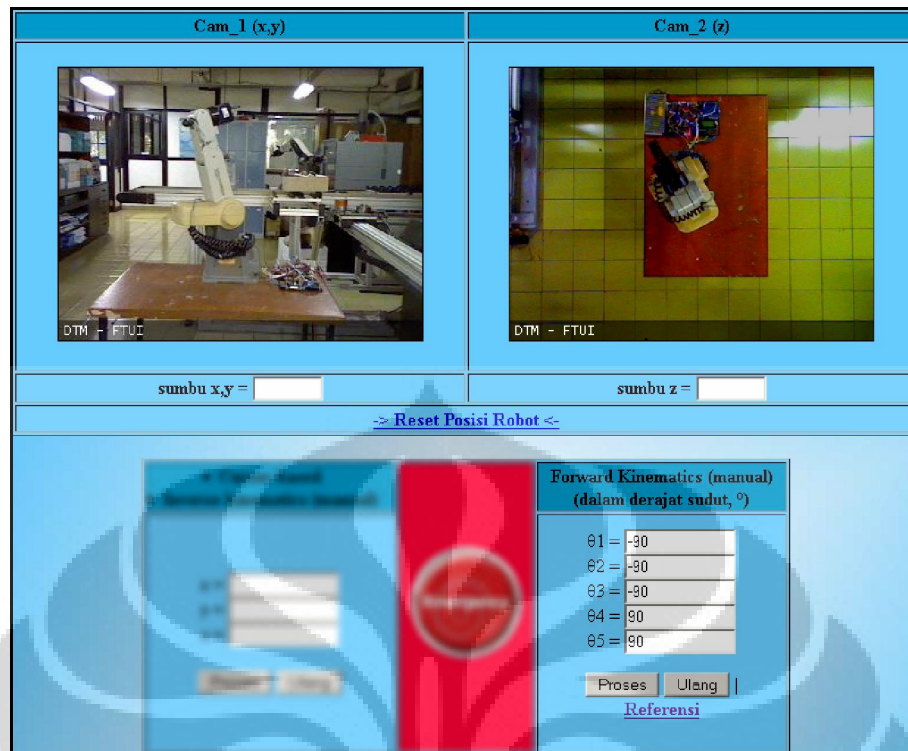 Cam_1 (x,y)
Cam_2 (z)
DTM - FTUI
DTM - FTUI
sumbu x,y =
sumbu z =
-> Reset Posisi Robot <-
Forward Kinematics (manual)
(dalam derajat sudut, °)
θ1 = -90
θ2 = -90
θ3 = -90
θ4 = 90
θ5 = 90
Proses Ulang |
Referensi